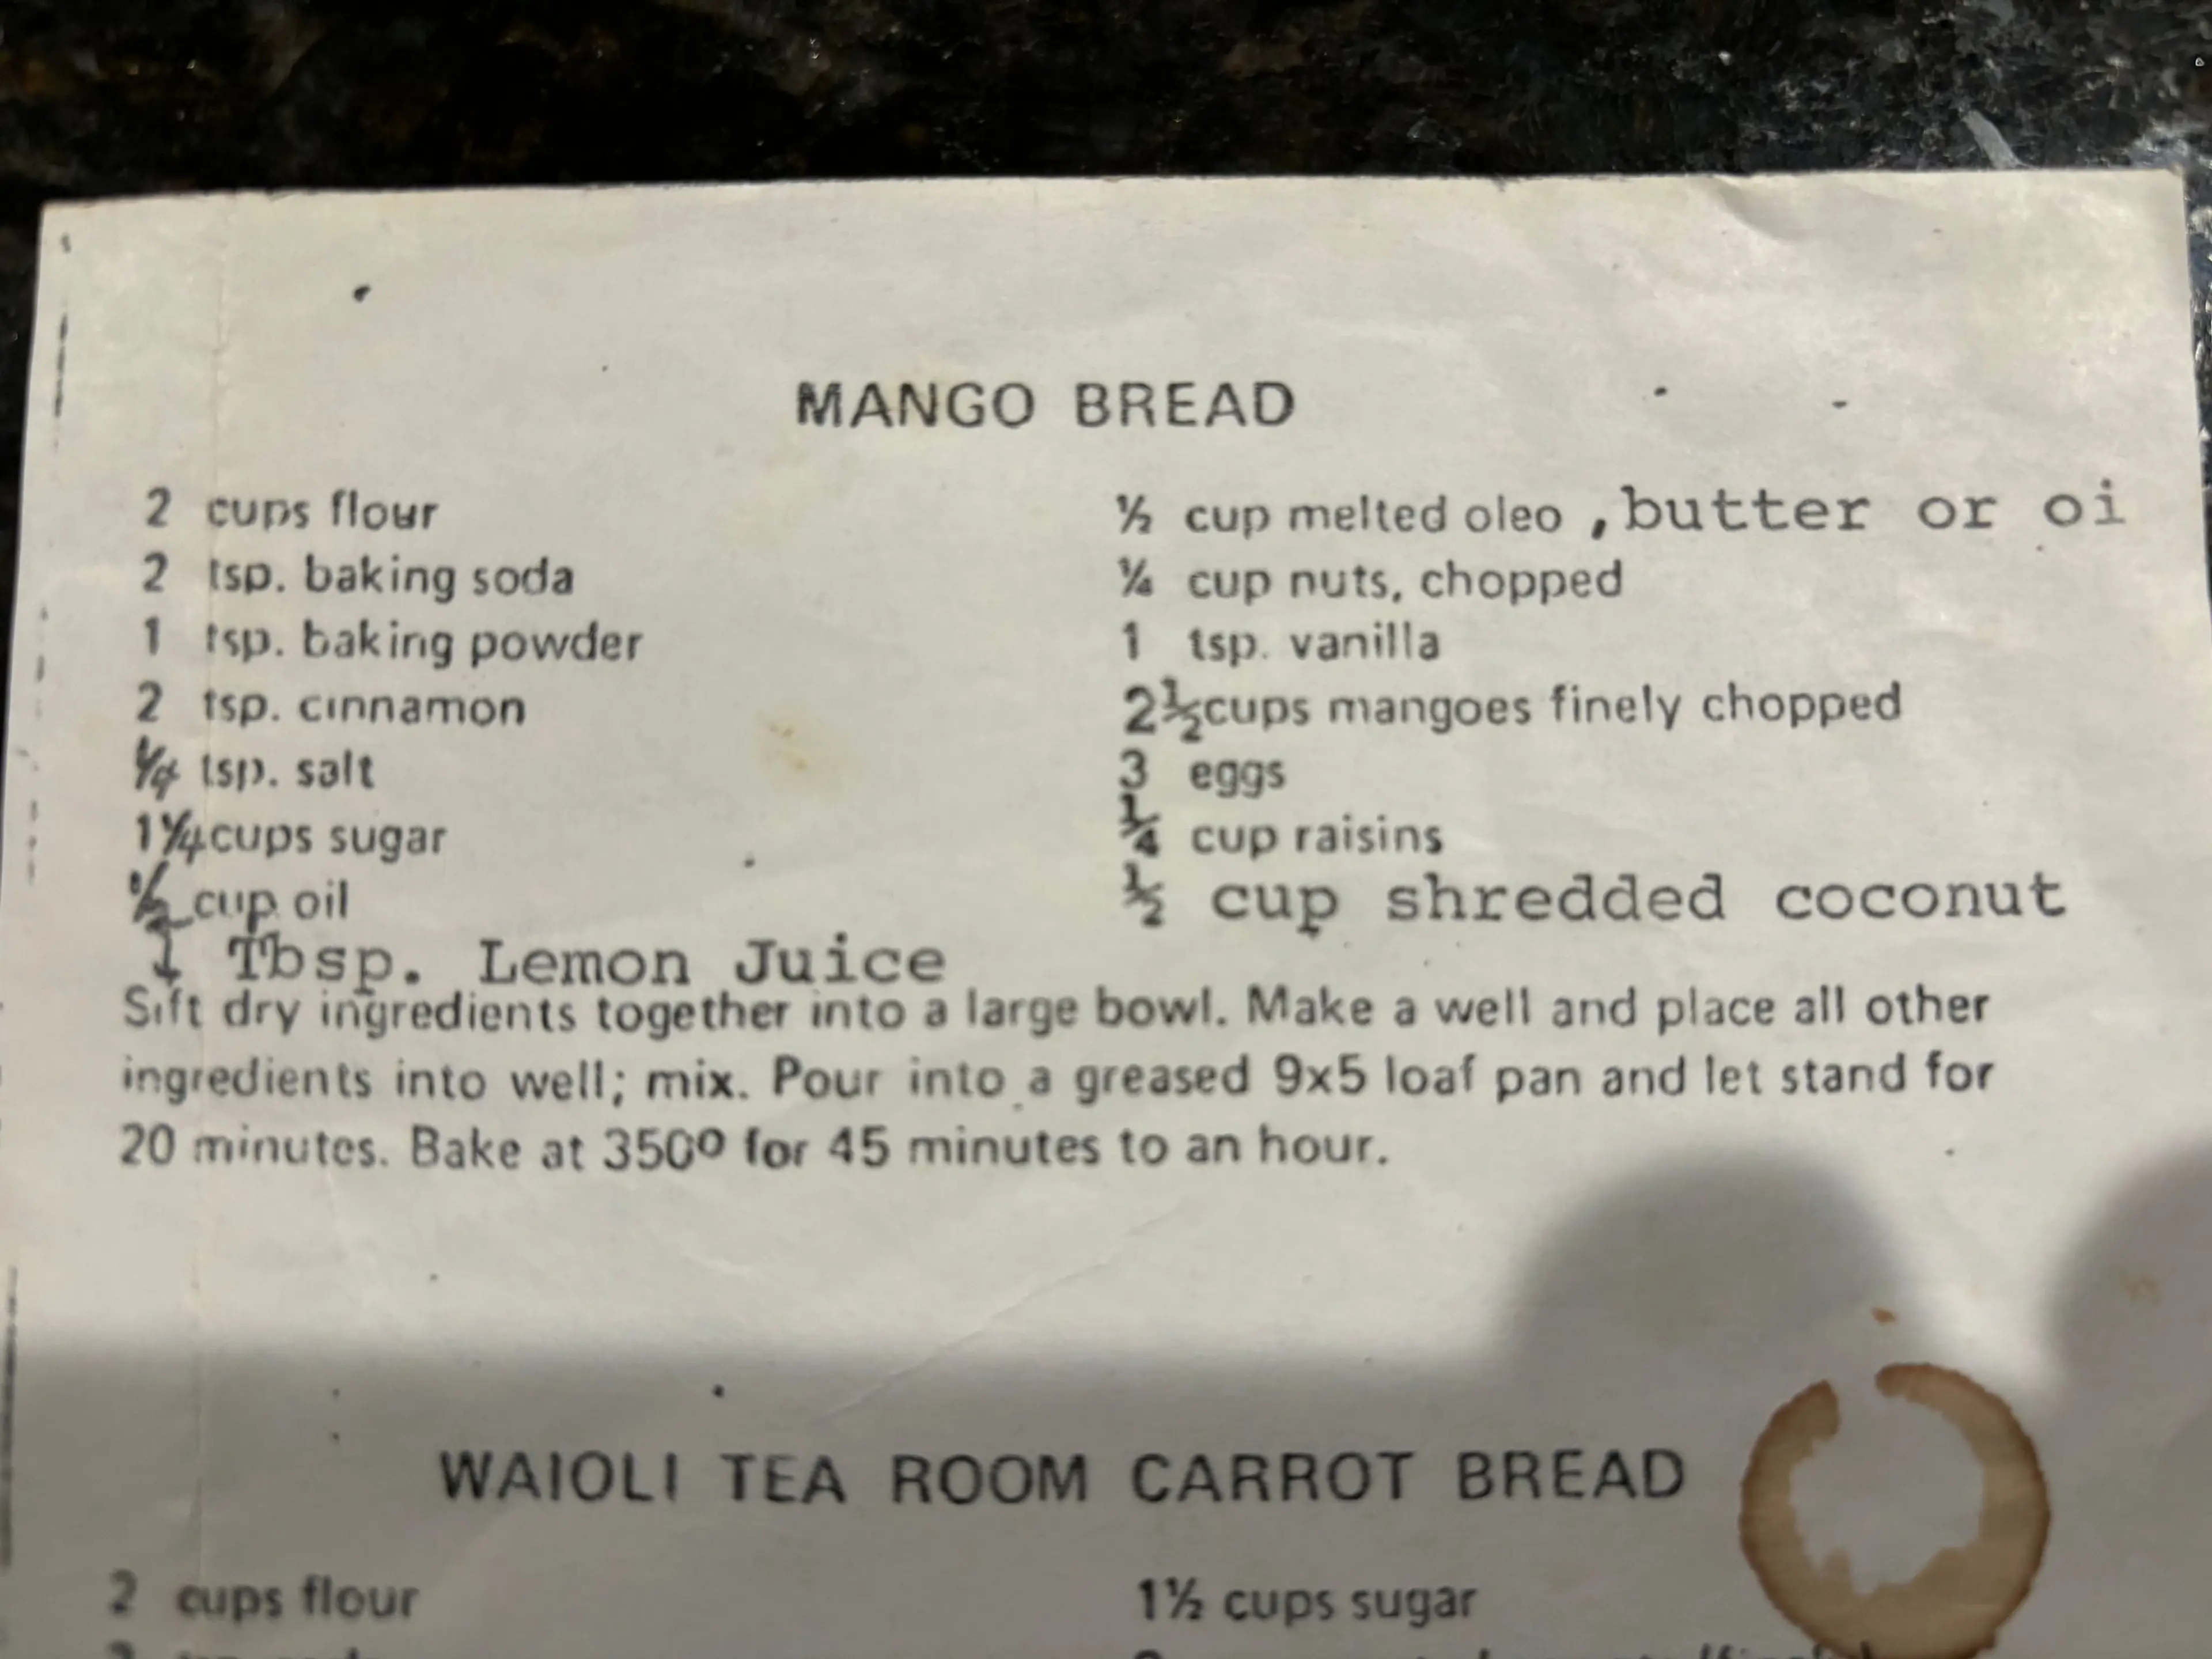 MANGO BREAD
2 cups flour
2 tsp. baking soda
1 tsp. baking powder
2 tsp. cinnamon
¼ tsp. salt
1¼ cups sugar
½ cup oil
1 Tbsp. Lemon Juice
½ cup melted oleo ,butter or oi
¼ cup nuts, chopped
1 tsp. vanilla
2½ cups mangoes finely chopped
3 eggs
¼ cup raisins
½ cup shredded coconut
Sift dry ingredients together into a large bowl. Make a well and place all other
ingredients into well; mix. Pour into a greased 9x5 loaf pan and let stand for
20 minutes. Bake at 350º for 45 minutes to an hour.
WAIOLI TEA ROOM CARROT BREAD
2 cups flour
1½ cups sugar